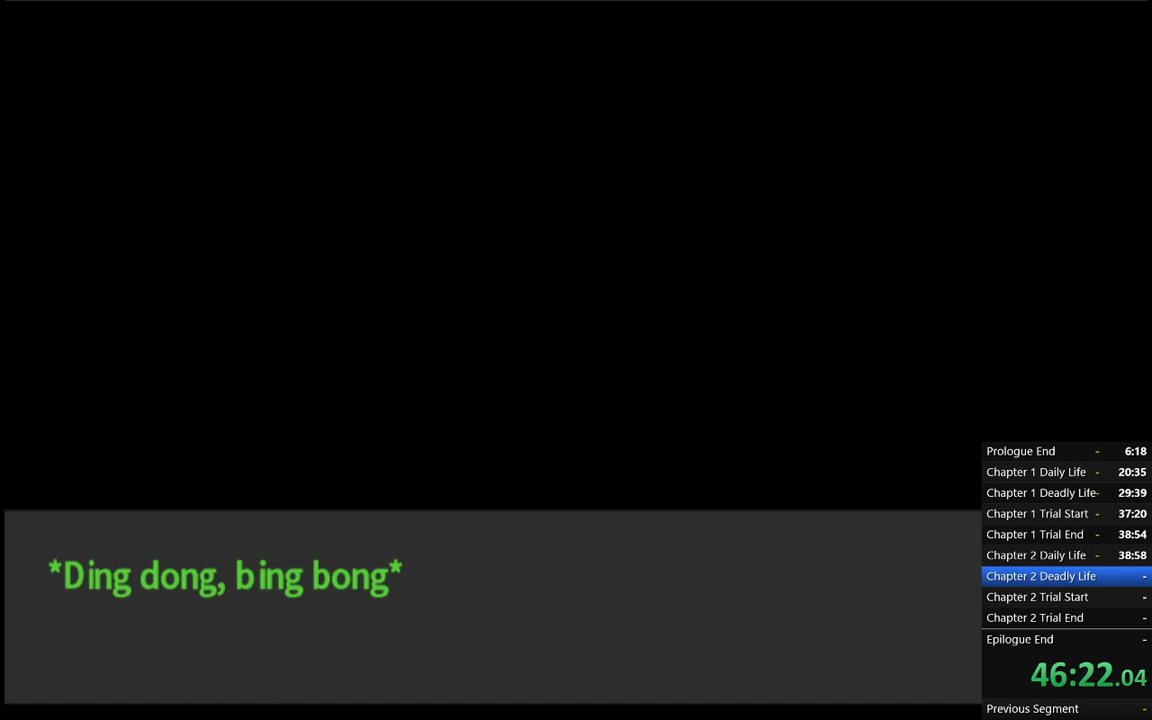 *Ding dong, bing bong*
Prologue End - 6:18
Chapter 1 Daily Life - 20:35
Chapter 1 Deadly Life- 29:39
Chapter 1 Trial Start - 37:20
Chapter 1 Trial End - 38:54
Chapter 2 Daily Life - 38:58
Chapter 2 Deadly Life -
Chapter 2 Trial Start -
Chapter 2 Trial End -
Epilogue End -
46:22.04
Previous Segment -